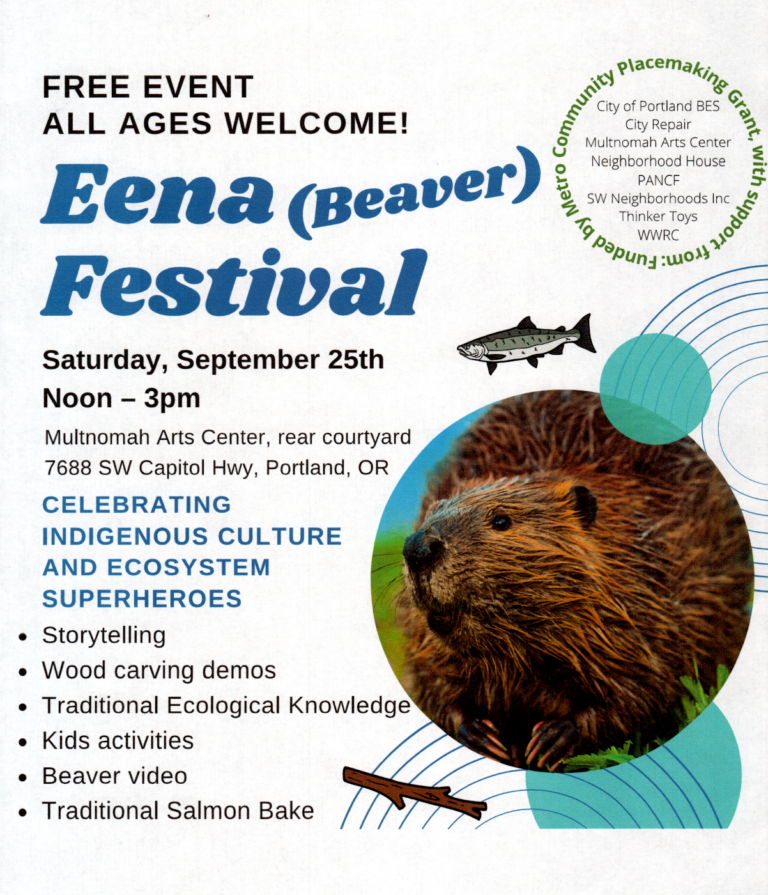 FREE EVENT
ALL AGES WELCOME!
Eena (Beaver)
Festival
Funded by Metro Community Placemaking Grant, with support from:
City of Portland BES
City Repair
Multnomah Arts Center
Neighborhood House
PANCF
SW Neighborhoods Inc
Thinker Toys
WWRC
Saturday, September 25th
Noon – 3pm
Multnomah Arts Center, rear courtyard
7688 SW Capitol Hwy, Portland, OR
CELEBRATING
INDIGENOUS CULTURE
AND ECOSYSTEM
SUPERHEROES
• Storytelling
• Wood carving demos
• Traditional Ecological Knowledge
• Kids activities
• Beaver video
• Traditional Salmon Bake